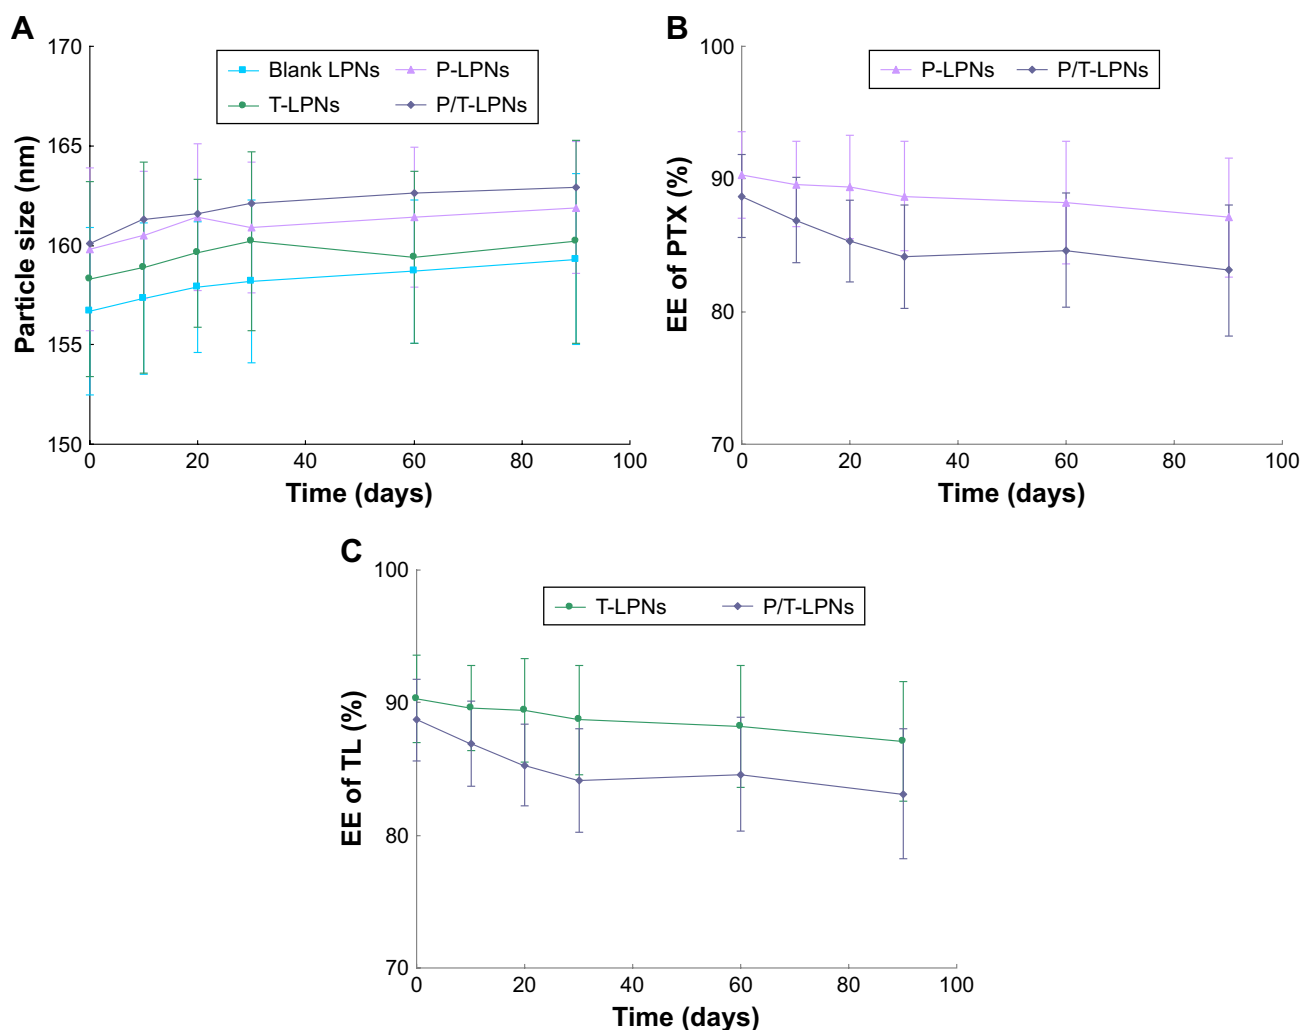 A
170
165
160
155
150
Particle size (nm)
Blank LPNs
P-LPNs
T-LPNs
P/T-LPNs
0
20
40
60
80
100
Time (days)
B
100
90
80
70
EE of PTX (%)
P-LPNs
P/T-LPNs
0
20
40
60
80
100
Time (days)
C
100
90
80
70
EE of TL (%)
T-LPNs
P/T-LPNs
0
20
40
60
80
100
Time (days)